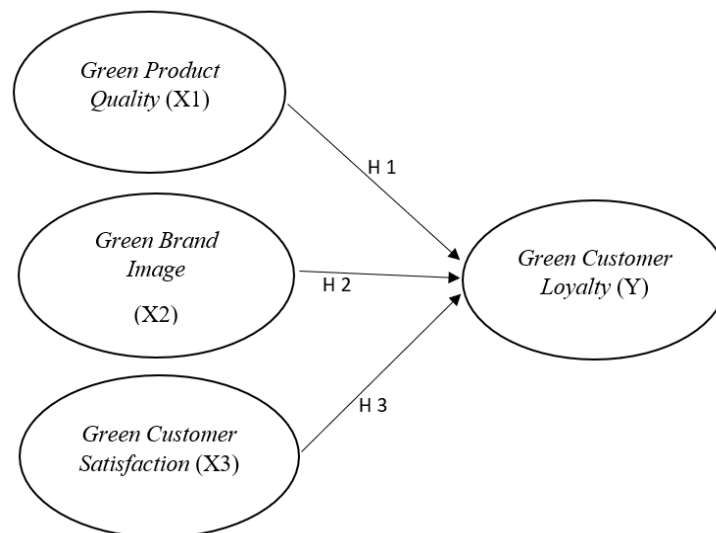 Green Product
Quality (X1)
H 1
Green Brand
Image
(X2)
H 2
Green Customer
Loyalty (Y)
H 3
Green Customer
Satisfaction (X3)